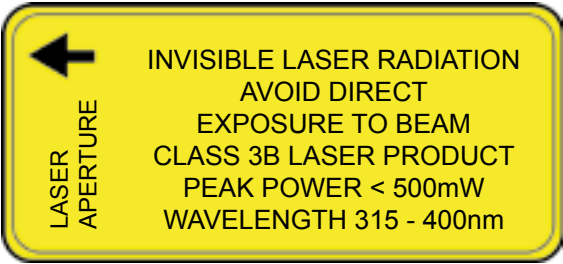 LASER
APERTURE
INVISIBLE LASER RADIATION
AVOID DIRECT
EXPOSURE TO BEAM
CLASS 3B LASER PRODUCT
PEAK POWER < 500mW
WAVELENGTH 315 - 400nm